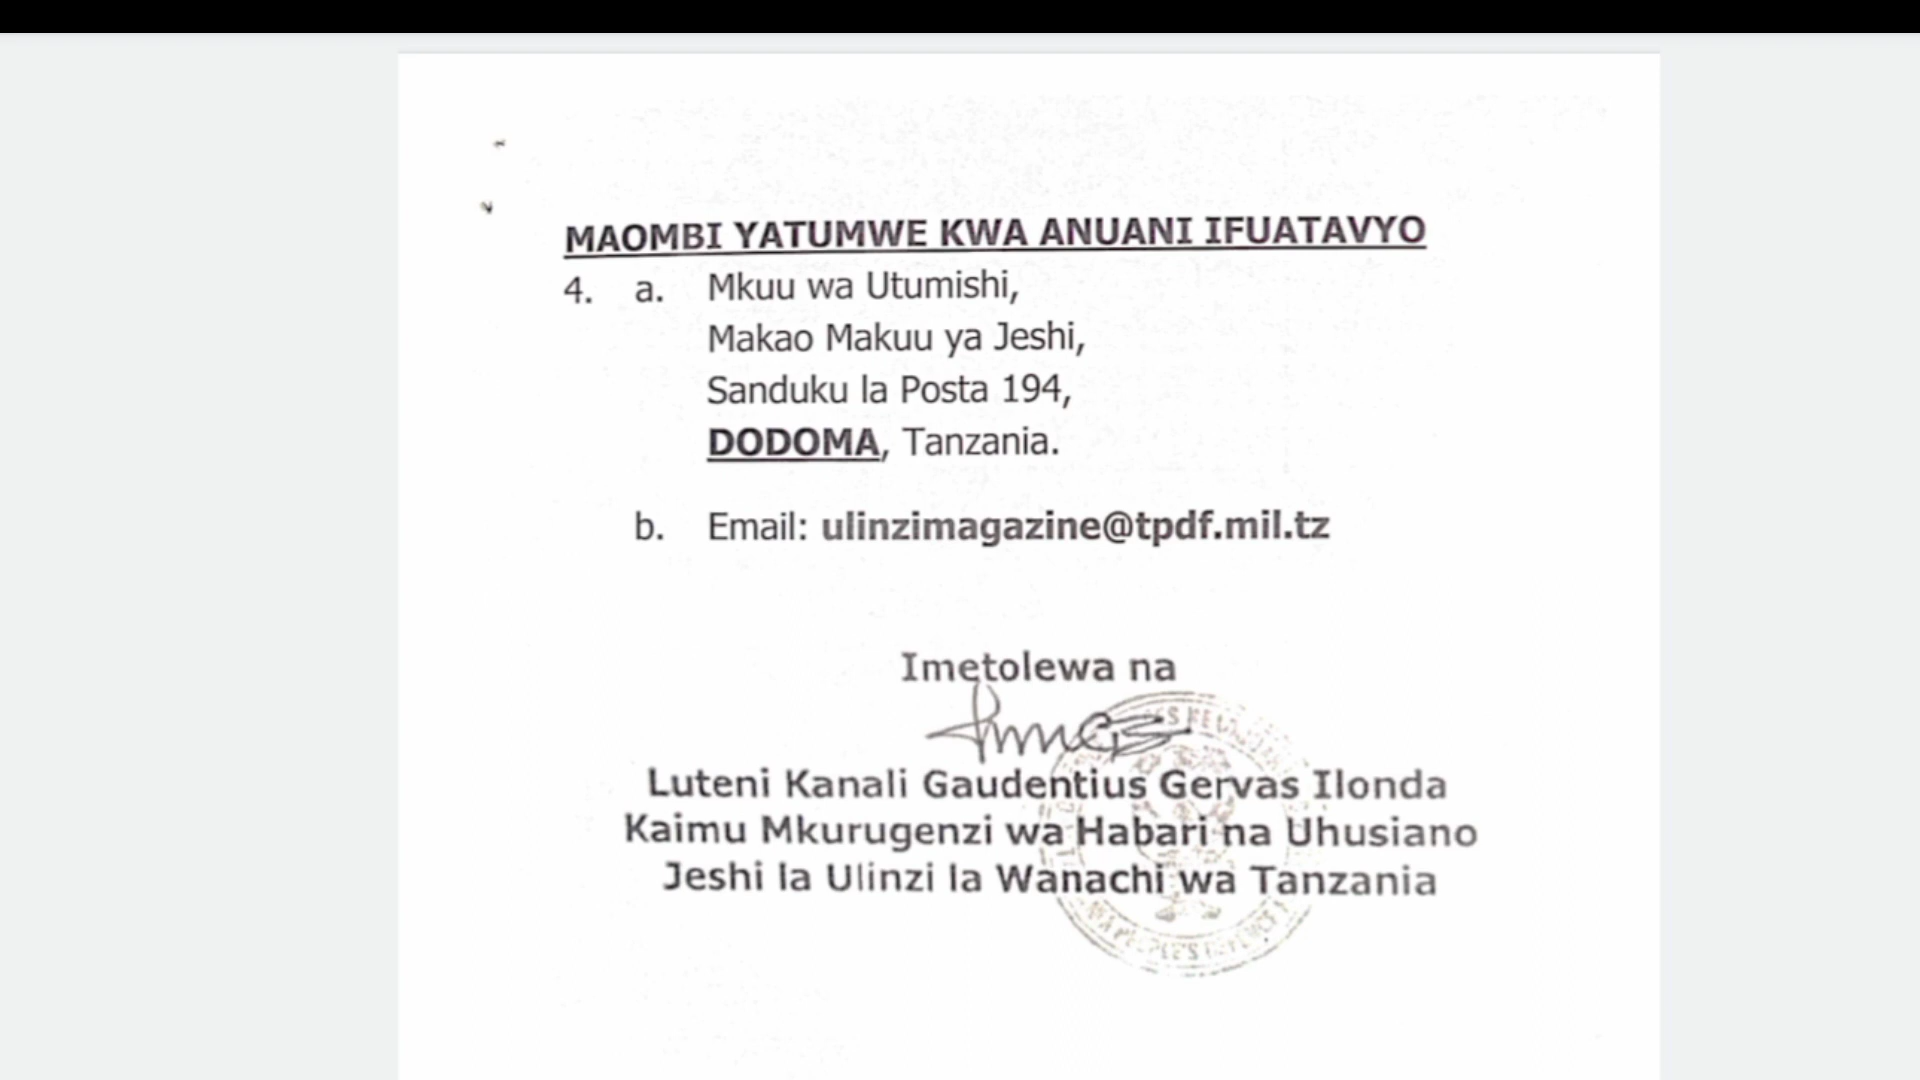 MAOMBI YATUMWE KWA ANUANI IFUATAVYO
4. a. Mkuu wa Utumishi,
Makao Makuu ya Jeshi,
Sanduku la Posta 194,
DODOMA, Tanzania.
b. Email: ulinzimagazine@tpdf.mil.tz
Imetolewa na
Luteni Kanali Gaudentius Gervas Ilonda
Kaimu Mkurugenzi wa Habari na Uhusiano
Jeshi la Ulinzi la Wanachi wa Tanzania